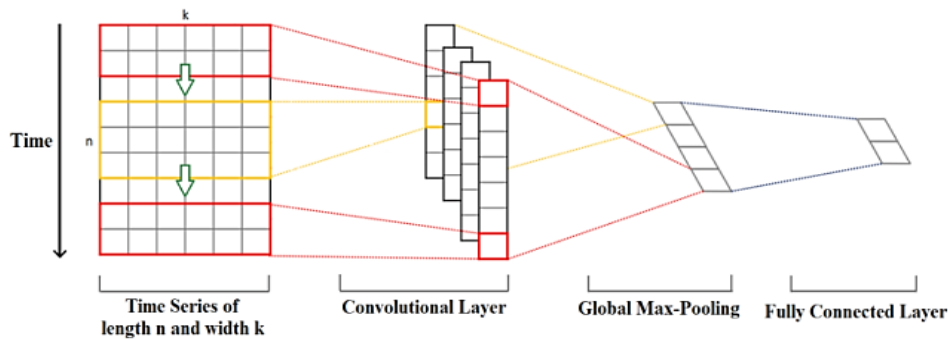 k
Time
n
Time Series of
length n and width k
Convolutional Layer
Global Max-Pooling
Fully Connected Layer